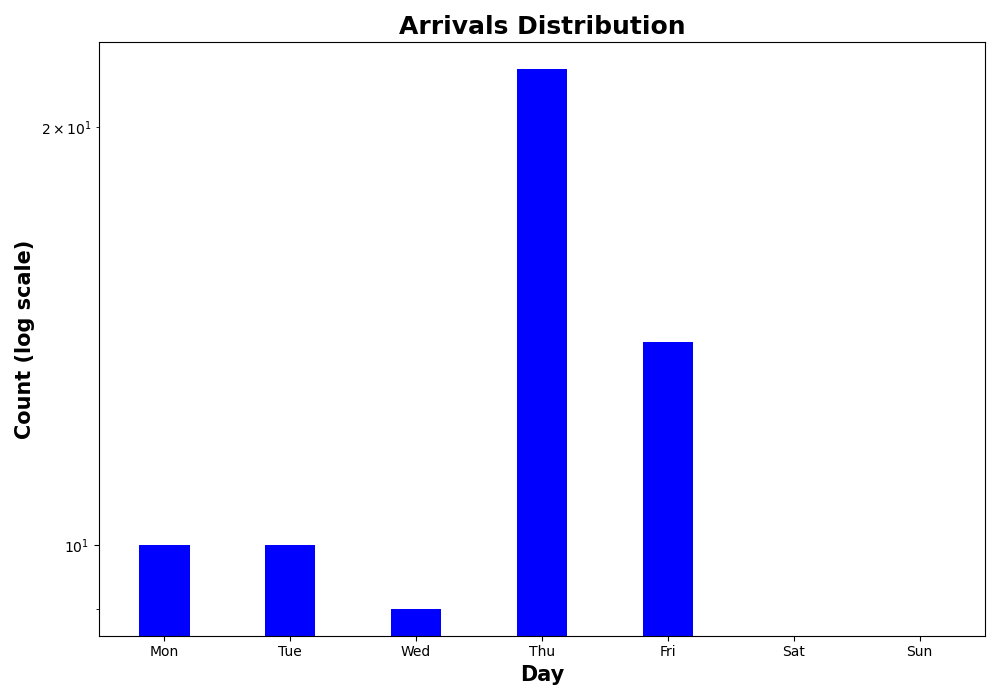 Arrivals Distribution
Count (log scale)
2 × 10¹
10¹
Mon Tue Wed Thu Fri Sat Sun
Day